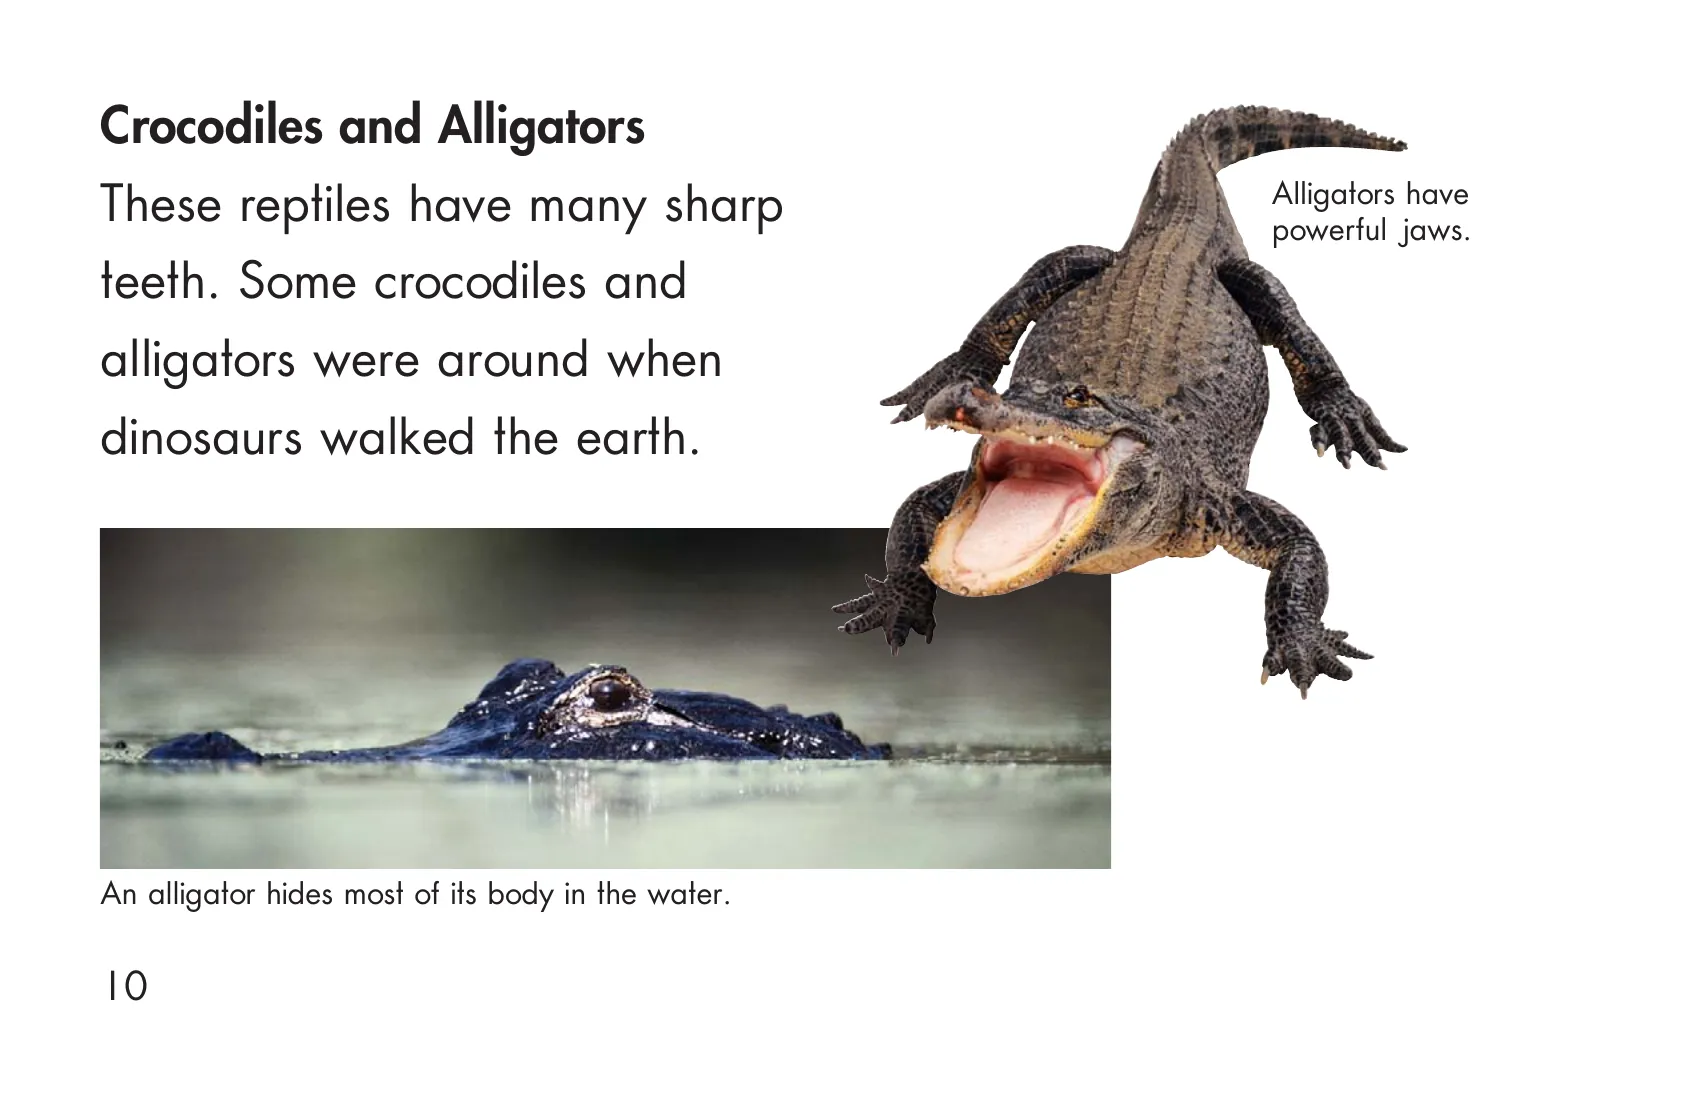 Crocodiles and Alligators
These reptiles have many sharp
teeth. Some crocodiles and
alligators were around when
dinosaurs walked the earth.
Alligators have
powerful jaws.
An alligator hides most of its body in the water.
10